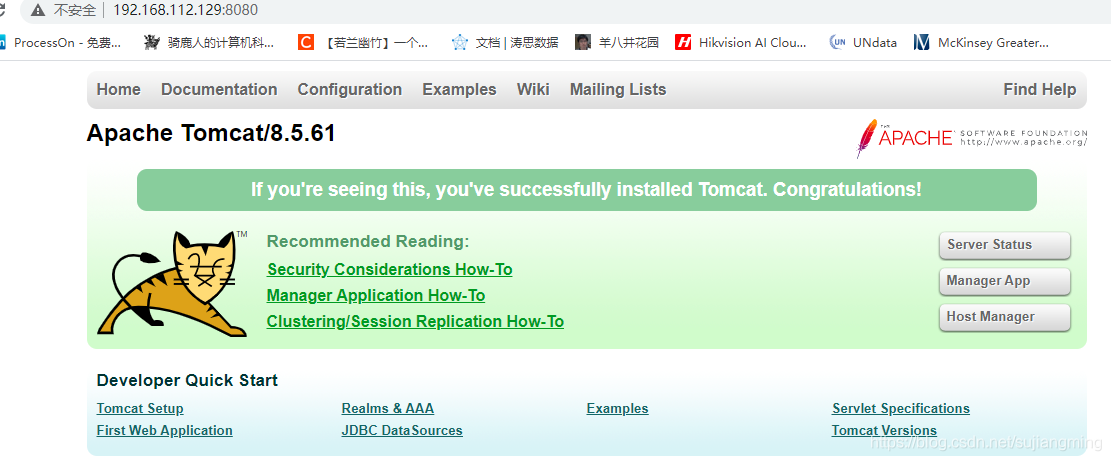 不安全 192.168.112.129:8080
ProcessOn - 免费... 骑鹿人的计算机科... 【若兰幽竹】一个... 文档 | 涛思数据 羊八井花园 Hikvision AI Clou... UNdata McKinsey Greater...
Home Documentation Configuration Examples Wiki Mailing Lists Find Help
Apache Tomcat/8.5.61
THE APACHE SOFTWARE FOUNDATION
http://www.apache.org/
If you're seeing this, you've successfully installed Tomcat. Congratulations!
TM
Recommended Reading:
Security Considerations How-To
Manager Application How-To
Clustering/Session Replication How-To
Server Status
Manager App
Host Manager
Developer Quick Start
Tomcat Setup Realms & AAA Examples Servlet Specifications
First Web Application JDBC DataSources Tomcat Versions
https://blog.csdn.net/sujiangming